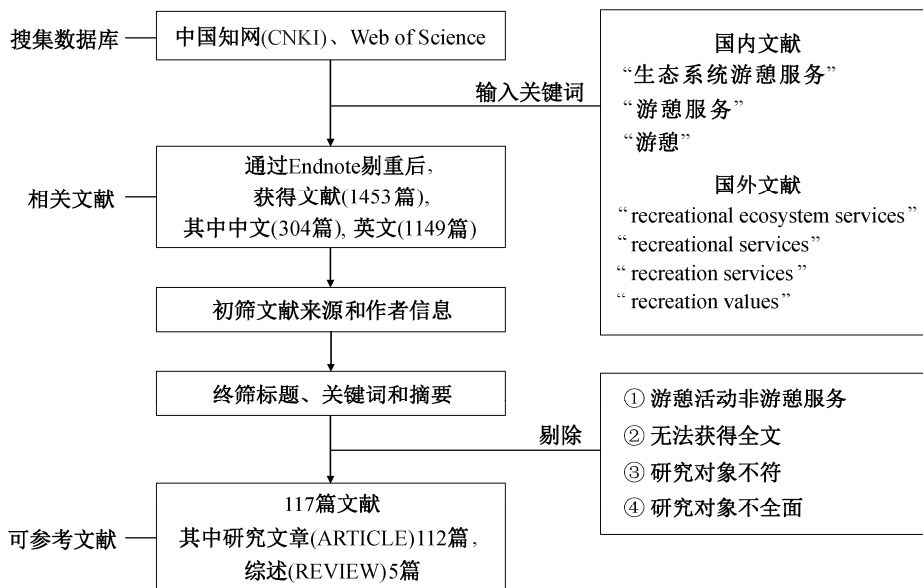 搜集数据库
中国知网(CNKI)、Web of Science
输入关键词
国内文献
“生态系统游憩服务”
“游憩服务”
“游憩”
国外文献
“recreational ecosystem services”
“recreational services”
“recreation services”
“recreation values”
相关文献
通过Endnote剔重后,
获得文献(1453篇),
其中中文(304篇), 英文(1149篇)
初筛文献来源和作者信息
终筛标题、关键词和摘要
剔除
① 游憩活动非游憩服务
② 无法获得全文
③ 研究对象不符
④ 研究对象不全面
可参考文献
117篇文献
其中研究文章(ARTICLE)112篇,
综述(REVIEW)5篇